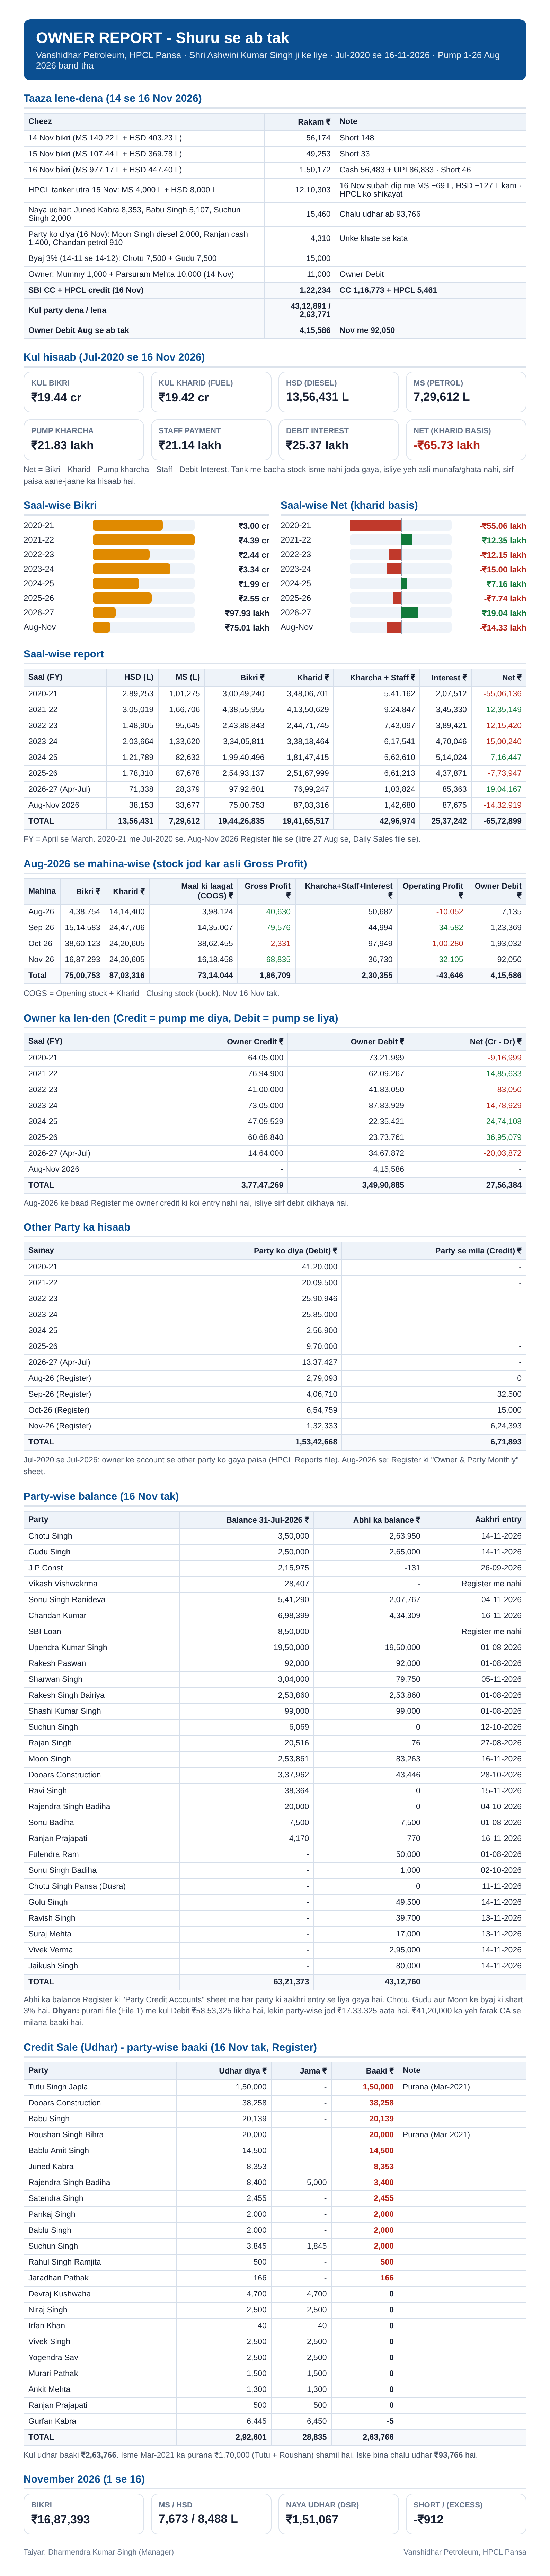 OWNER REPORT - Shuru se ab tak
Vanshidhar Petroleum, HPCL Pansa · Shri Ashwini Kumar Singh ji ke liye · Jul-2020 se 16-11-2026 · Pump 1-26 Aug
2026 band tha
Taaza lene-dena (14 se 16 Nov 2026)
Cheez Rakam ₹ Note
14 Nov bikri (MS 140.22 L + HSD 403.23 L) 56,174 Short 148
15 Nov bikri (MS 107.44 L + HSD 369.78 L) 49,253 Short 33
16 Nov bikri (MS 977.17 L + HSD 447.40 L) 1,50,172 Cash 56,483 + UPI 86,833 · Short 46
HPCL tanker utra 15 Nov: MS 4,000 L + HSD 8,000 L 12,10,303 16 Nov subah dip me MS −69 L, HSD −127 L kam · HPCL ko shikayat
Naya udhar: Juned Kabra 8,353, Babu Singh 5,107, Suchun Singh 2,000 15,460 Chalu udhar ab 93,766
Party ko diya (16 Nov): Moon Singh diesel 2,000, Ranjan cash 1,400, Chandan petrol 910 4,310 Unke khate se kata
Byaj 3% (14-11 se 14-12): Chotu 7,500 + Gudu 7,500 15,000
Owner: Mummy 1,000 + Parsuram Mehta 10,000 (14 Nov) 11,000 Owner Debit
SBI CC + HPCL credit (16 Nov) 1,22,234 CC 1,16,773 + HPCL 5,461
Kul party dena / lena 43,12,891 / 2,63,771
Owner Debit Aug se ab tak 4,15,586 Nov me 92,050
Kul hisaab (Jul-2020 se 16 Nov 2026)
KUL BIKRI KUL KHARID (FUEL) HSD (DIESEL) MS (PETROL)
₹19.44 cr ₹19.42 cr 13,56,431 L 7,29,612 L
PUMP KHARCHA STAFF PAYMENT DEBIT INTEREST NET (KHARID BASIS)
₹21.83 lakh ₹21.14 lakh ₹25.37 lakh -₹65.73 lakh
Net = Bikri - Kharid - Pump kharcha - Staff - Debit Interest. Tank me bacha stock isme nahi joda gaya, isliye yeh asli munafa/ghata nahi, sirf
paisa aane-jaane ka hisaab hai.
Saal-wise Bikri
2020-21 ₹3.00 cr
2021-22 ₹4.39 cr
2022-23 ₹2.44 cr
2023-24 ₹3.34 cr
2024-25 ₹1.99 cr
2025-26 ₹2.55 cr
2026-27 ₹97.93 lakh
Aug-Nov ₹75.01 lakh
Saal-wise Net (kharid basis)
2020-21 -₹55.06 lakh
2021-22 ₹12.35 lakh
2022-23 -₹12.15 lakh
2023-24 -₹15.00 lakh
2024-25 ₹7.16 lakh
2025-26 -₹7.74 lakh
2026-27 ₹19.04 lakh
Aug-Nov -₹14.33 lakh
Saal-wise report
Saal (FY) HSD (L) MS (L) Bikri ₹ Kharid ₹ Kharcha + Staff ₹ Interest ₹ Net ₹
2020-21 2,89,253 1,01,275 3,00,49,240 3,48,06,701 5,41,162 2,07,512 -55,06,136
2021-22 3,05,019 1,66,706 4,38,55,955 4,13,50,629 9,24,847 3,45,330 12,35,149
2022-23 1,48,905 95,645 2,43,88,843 2,44,71,745 7,43,097 3,89,421 -12,15,420
2023-24 2,03,664 1,33,620 3,34,05,811 3,38,18,464 6,17,541 4,70,046 -15,00,240
2024-25 1,21,789 82,632 1,99,40,496 1,81,47,415 5,62,610 5,14,024 7,16,447
2025-26 1,78,310 87,678 2,54,93,137 2,51,67,999 6,61,213 4,37,871 -7,73,947
2026-27 (Apr-Jul) 71,338 28,379 97,92,601 76,99,247 1,03,824 85,363 19,04,167
Aug-Nov 2026 38,153 33,677 75,00,753 87,03,316 1,42,680 87,675 -14,32,919
TOTAL 13,56,431 7,29,612 19,44,26,835 19,41,65,517 42,96,974 25,37,242 -65,72,899
FY = April se March. 2020-21 me Jul-2020 se. Aug-Nov 2026 Register file se (litre 27 Aug se, Daily Sales file se).
Aug-2026 se mahina-wise (stock jod kar asli Gross Profit)
Mahina Bikri ₹ Kharid ₹ Maal ki laagat (COGS) ₹ Gross Profit ₹ Kharcha+Staff+Interest ₹ Operating Profit ₹ Owner Debit ₹
Aug-26 4,38,754 14,14,400 3,98,124 40,630 50,682 -10,052 7,135
Sep-26 15,14,583 24,47,706 14,35,007 79,576 44,994 34,582 1,23,369
Oct-26 38,60,123 24,20,605 38,62,455 -2,331 97,949 -1,00,280 1,93,032
Nov-26 16,87,293 24,20,605 16,18,458 68,835 36,730 32,105 92,050
Total 75,00,753 87,03,316 73,14,044 1,86,709 2,30,355 -43,646 4,15,586
COGS = Opening stock + Kharid - Closing stock (book). Nov 16 Nov tak.
Owner ka len-den (Credit = pump me diya, Debit = pump se liya)
Saal (FY) Owner Credit ₹ Owner Debit ₹ Net (Cr - Dr) ₹
2020-21 64,05,000 73,21,999 -9,16,999
2021-22 76,94,900 62,09,267 14,85,633
2022-23 41,00,000 41,83,050 -83,050
2023-24 73,05,000 87,83,929 -14,78,929
2024-25 47,09,529 22,35,421 24,74,108
2025-26 60,68,840 23,73,761 36,95,079
2026-27 (Apr-Jul) 14,64,000 34,67,872 -20,03,872
Aug-Nov 2026 - 4,15,586 -
TOTAL 3,77,47,269 3,49,90,885 27,56,384
Aug-2026 ke baad Register me owner credit ki koi entry nahi hai, isliye sirf debit dikhaya hai.
Other Party ka hisaab
Samay Party ko diya (Debit) ₹ Party se mila (Credit) ₹
2020-21 41,20,000 -
2021-22 20,09,500 -
2022-23 25,90,946 -
2023-24 25,85,000 -
2024-25 2,56,900 -
2025-26 9,70,000 -
2026-27 (Apr-Jul) 13,37,427 -
Aug-26 (Register) 2,79,093 0
Sep-26 (Register) 4,06,710 32,500
Oct-26 (Register) 6,54,759 15,000
Nov-26 (Register) 1,32,333 6,24,393
TOTAL 1,53,42,668 6,71,893
Jul-2020 se Jul-2026: owner ke account se other party ko gaya paisa (HPCL Reports file). Aug-2026 se: Register ki "Owner & Party Monthly"
sheet.
Party-wise balance (16 Nov tak)
Party Balance 31-Jul-2026 ₹ Abhi ka balance ₹ Aakhri entry
Chotu Singh 3,50,000 2,63,950 14-11-2026
Gudu Singh 2,50,000 2,65,000 14-11-2026
J P Const 2,15,975 -131 26-09-2026
Vikash Vishwakrma 28,407 - Register me nahi
Sonu Singh Ranideva 5,41,290 2,07,767 04-11-2026
Chandan Kumar 6,98,399 4,34,309 16-11-2026
SBI Loan 8,50,000 - Register me nahi
Upendra Kumar Singh 19,50,000 19,50,000 01-08-2026
Rakesh Paswan 92,000 92,000 01-08-2026
Sharwan Singh 3,04,000 79,750 05-11-2026
Rakesh Singh Bairiya 2,53,860 2,53,860 01-08-2026
Shashi Kumar Singh 99,000 99,000 01-08-2026
Suchun Singh 6,069 0 12-10-2026
Rajan Singh 20,516 76 27-08-2026
Moon Singh 2,53,861 83,263 16-11-2026
Dooars Construction 3,37,962 43,446 28-10-2026
Ravi Singh 38,364 0 15-11-2026
Rajendra Singh Badiha 20,000 0 04-10-2026
Sonu Badiha 7,500 7,500 01-08-2026
Ranjan Prajapati 4,170 770 16-11-2026
Fulendra Ram - 50,000 01-08-2026
Sonu Singh Badiha - 1,000 02-10-2026
Chotu Singh Pansa (Dusra) - 0 11-11-2026
Golu Singh - 49,500 14-11-2026
Ravish Singh - 39,700 13-11-2026
Suraj Mehta - 17,000 13-11-2026
Vivek Verma - 2,95,000 14-11-2026
Jaikush Singh - 80,000 14-11-2026
TOTAL 63,21,373 43,12,760
Abhi ka balance Register ki "Party Credit Accounts" sheet me har party ki aakhri entry se liya gaya hai. Chotu, Gudu aur Moon ke byaj ki shart
3% hai. Dhyan: purani file (File 1) me kul Debit ₹58,53,325 likha hai, lekin party-wise jod ₹17,33,325 aata hai. ₹41,20,000 ka yeh farak CA se
milana baaki hai.
Credit Sale (Udhar) - party-wise baaki (16 Nov tak, Register)
Party Udhar diya ₹ Jama ₹ Baaki ₹ Note
Tutu Singh Japla 1,50,000 - 1,50,000 Purana (Mar-2021)
Dooars Construction 38,258 - 38,258
Babu Singh 20,139 - 20,139
Roushan Singh Bihra 20,000 - 20,000 Purana (Mar-2021)
Bablu Amit Singh 14,500 - 14,500
Juned Kabra 8,353 - 8,353
Rajendra Singh Badiha 8,400 5,000 3,400
Satendra Singh 2,455 - 2,455
Pankaj Singh 2,000 - 2,000
Bablu Singh 2,000 - 2,000
Suchun Singh 3,845 1,845 2,000
Rahul Singh Ramjita 500 - 500
Jaradhan Pathak 166 - 166
Devraj Kushwaha 4,700 4,700 0
Niraj Singh 2,500 2,500 0
Irfan Khan 40 40 0
Vivek Singh 2,500 2,500 0
Yogendra Sav 2,500 2,500 0
Murari Pathak 1,500 1,500 0
Ankit Mehta 1,300 1,300 0
Ranjan Prajapati 500 500 0
Gurfan Kabra 6,445 6,450 -5
TOTAL 2,92,601 28,835 2,63,766
Kul udhar baaki ₹2,63,766. Isme Mar-2021 ka purana ₹1,70,000 (Tutu + Roushan) shamil hai. Iske bina chalu udhar ₹93,766 hai.
November 2026 (1 se 16)
BIKRI MS / HSD NAYA UDHAR (DSR) SHORT / (EXCESS)
₹16,87,393 7,673 / 8,488 L ₹1,51,067 -₹912
Taiyar: Dharmendra Kumar Singh (Manager) Vanshidhar Petroleum, HPCL Pansa